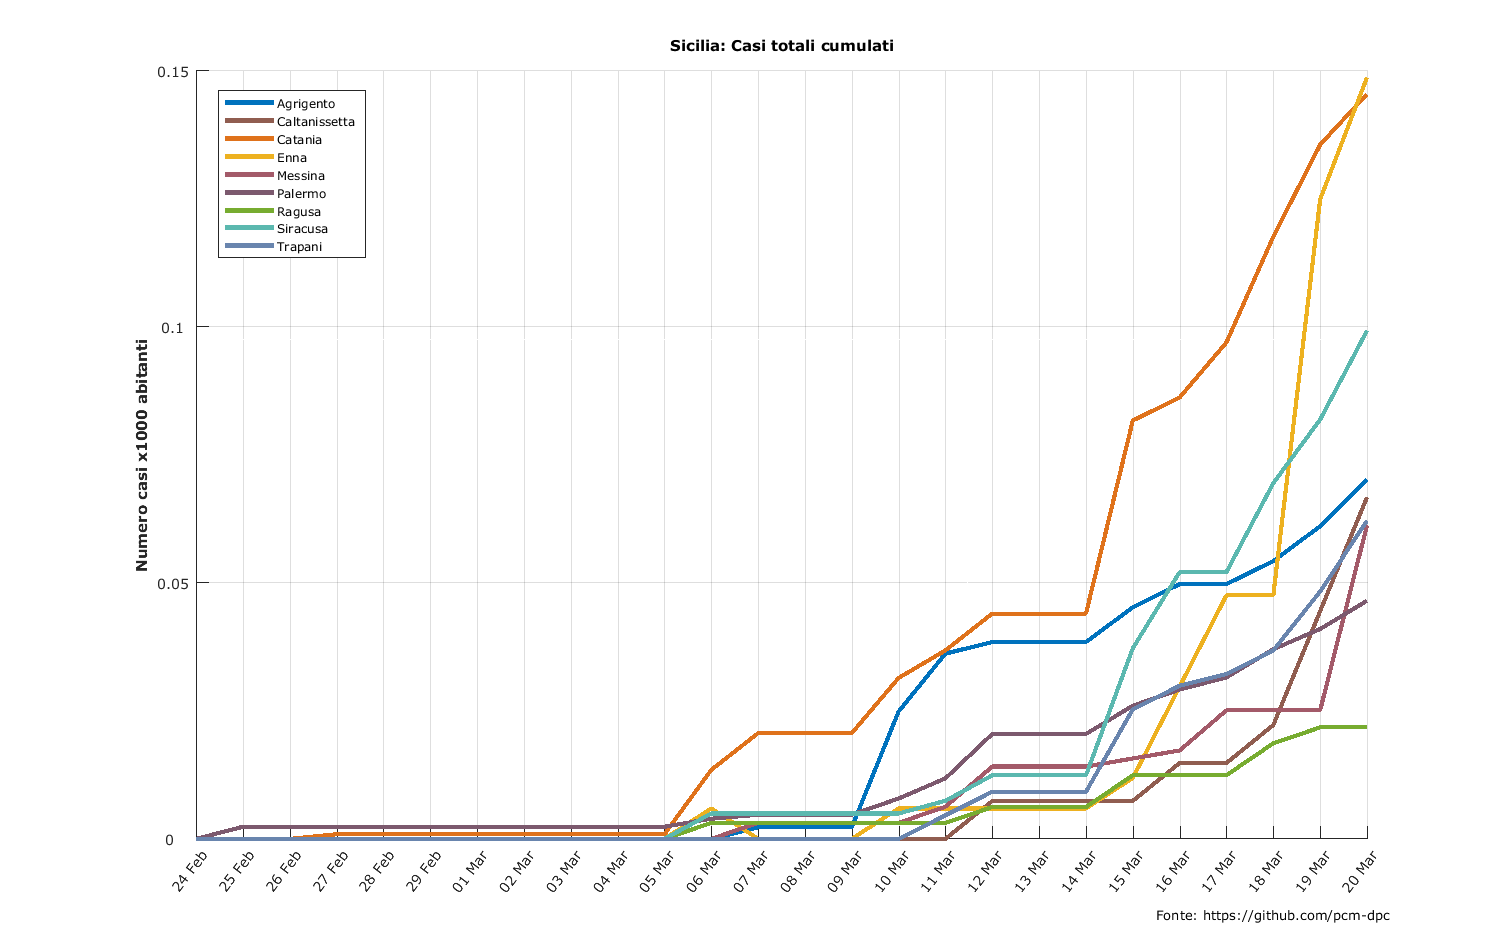 Sicilia: Casi totali cumulati
0.15
0.1
0.05
0
Numero casi x1000 abitanti
Agrigento
Caltanissetta
Catania
Enna
Messina
Palermo
Ragusa
Siracusa
Trapani
24 Feb
25 Feb
26 Feb
27 Feb
28 Feb
29 Feb
01 Mar
02 Mar
03 Mar
04 Mar
05 Mar
06 Mar
07 Mar
08 Mar
09 Mar
10 Mar
11 Mar
12 Mar
13 Mar
14 Mar
15 Mar
16 Mar
17 Mar
18 Mar
19 Mar
20 Mar
Fonte: https://github.com/pcm-dpc